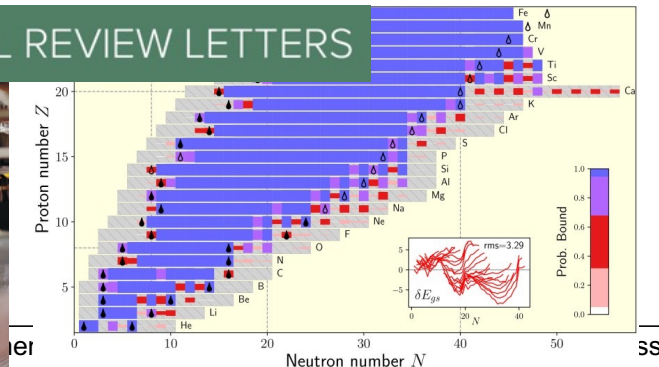 L REVIEW LETTERS
Fe
Mn
Cr
V
Ti
Sc
Ca
K
Ar
Cl
S
P
Si
Al
Mg
Na
Ne
F
O
N
C
B
Be
Li
He
20
15
10
5
Proton number Z
0
10
20
30
40
50
Neutron number N
rms=3.29
5
0
−5
δEgs
0
20
40
N
1.0
0.8
0.6
0.4
0.2
0.0
Prob. Bound
ss